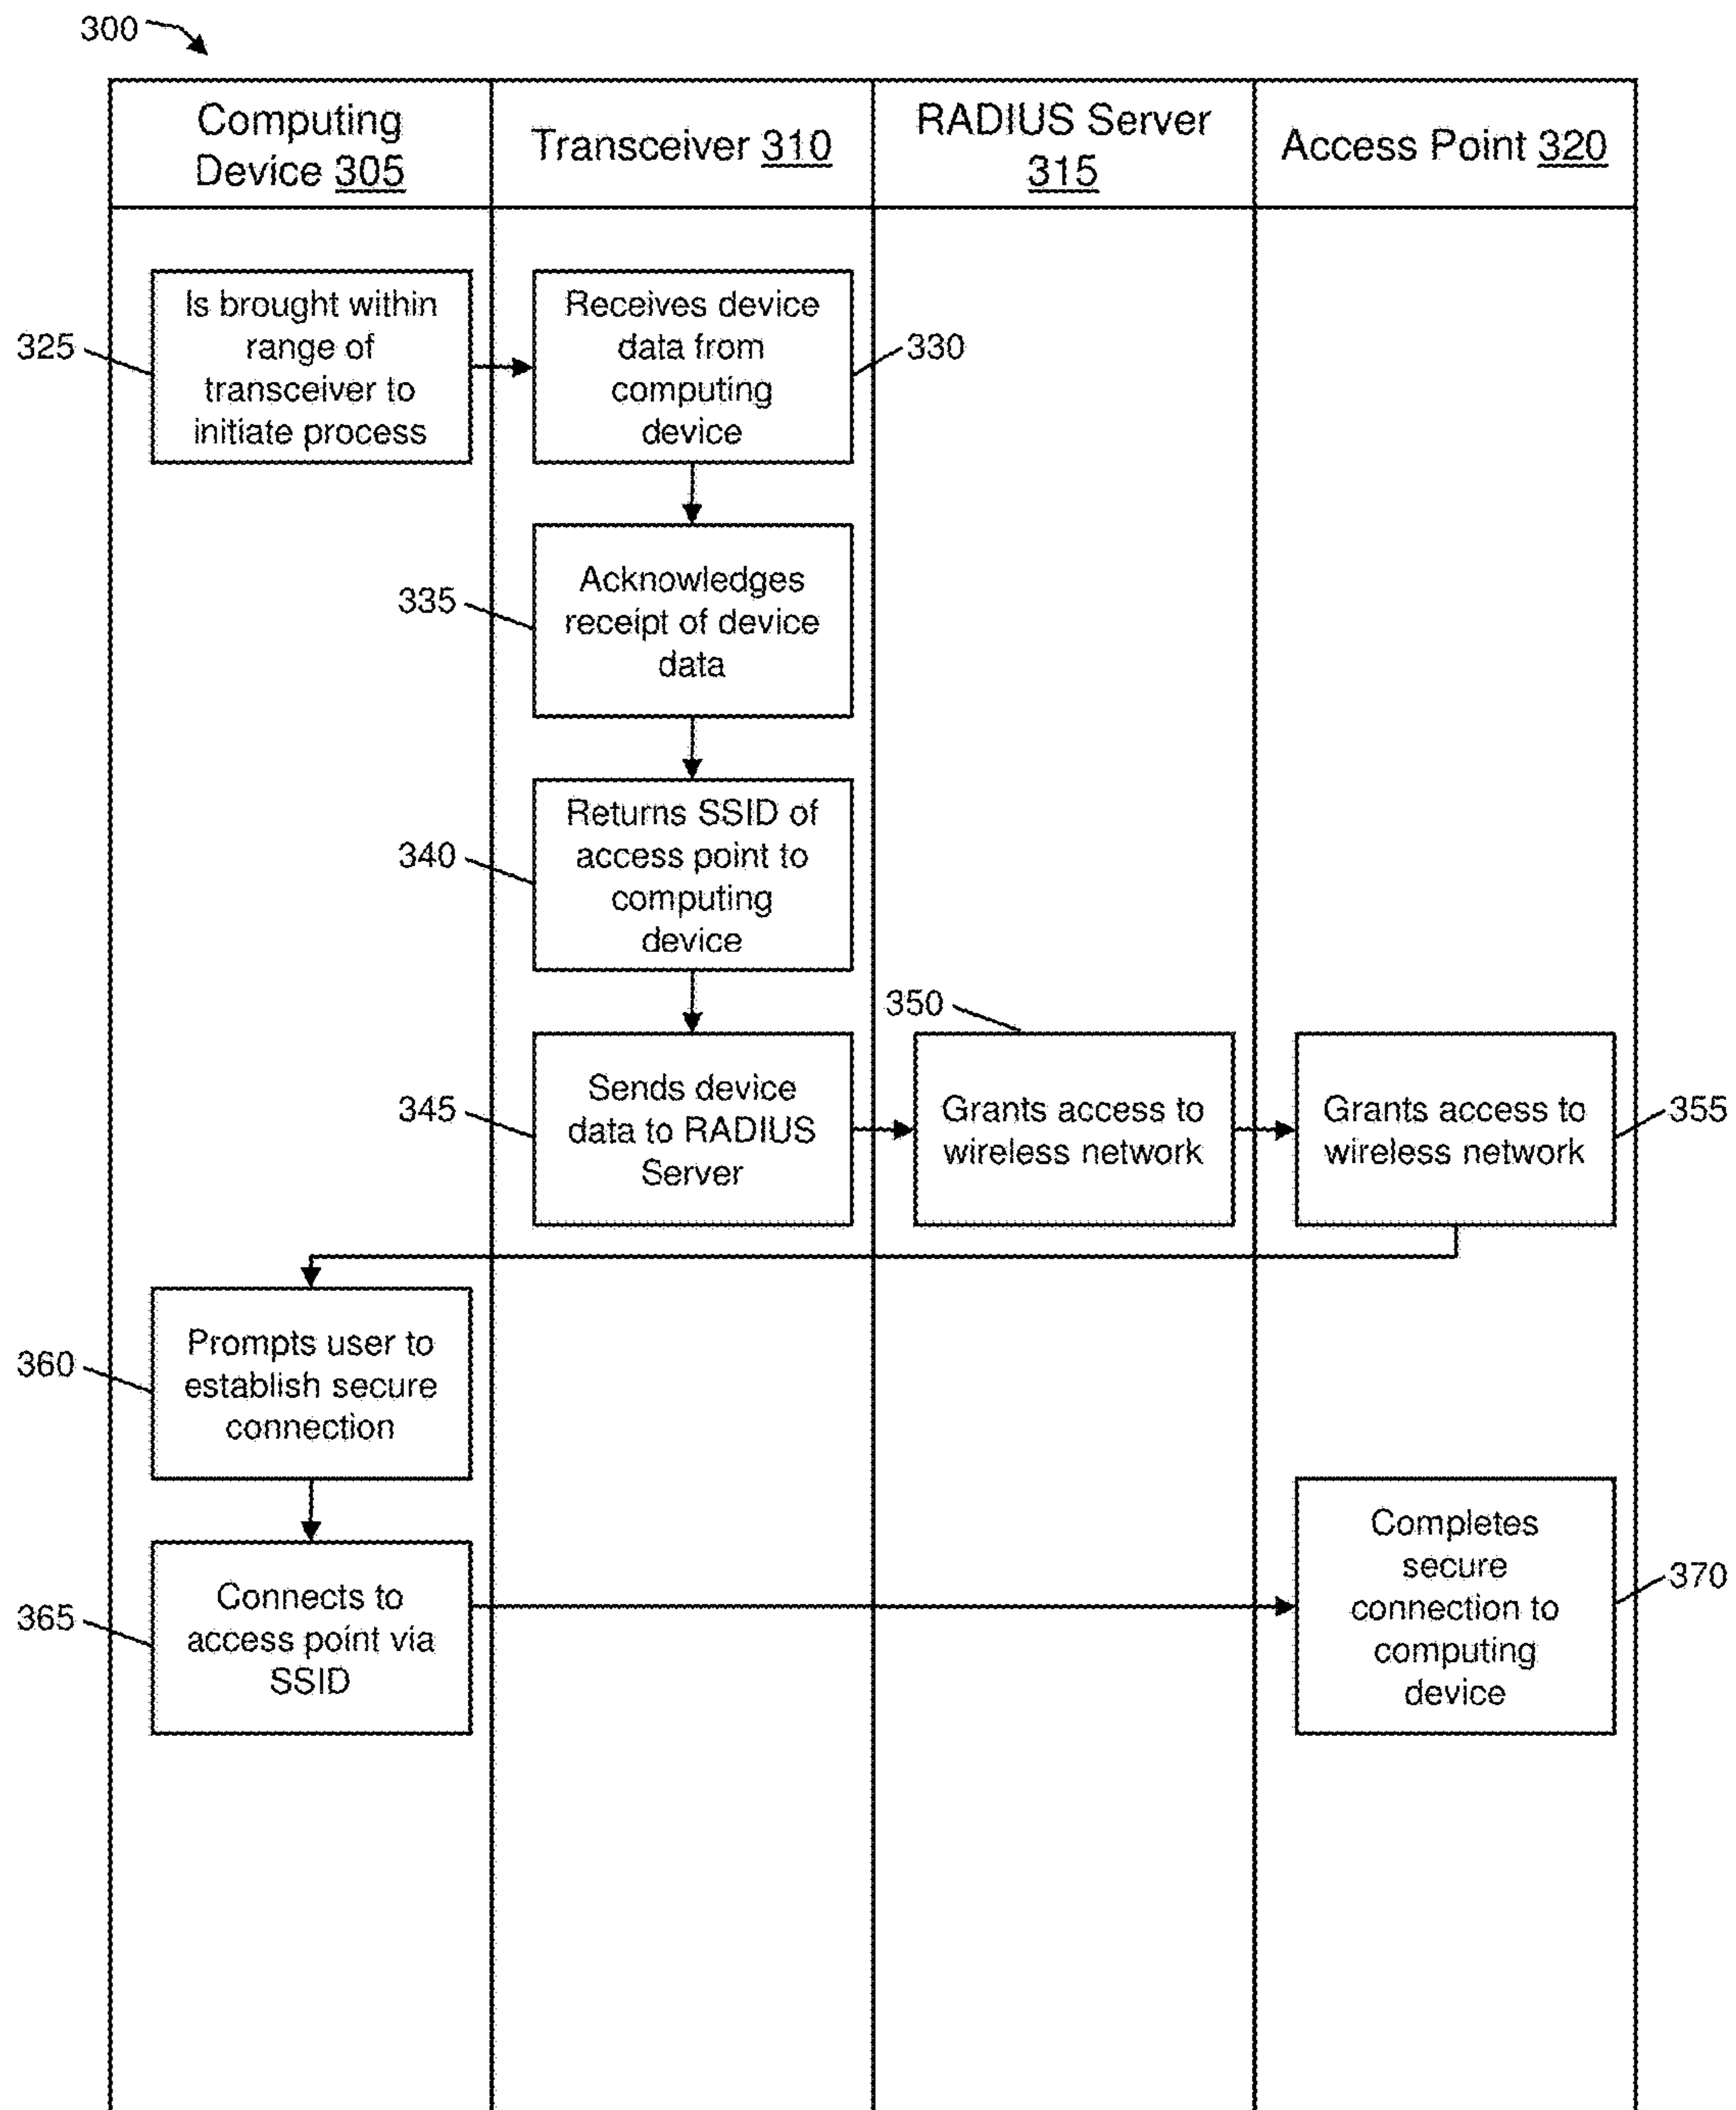 300
Computing
Device 305
Transceiver 310
RADIUS Server
315
Access Point 320
325
Is brought within
range of
transceiver to
initiate process
Receives device
data from
computing
device
330
335
Acknowledges
receipt of device
data
340
Returns SSID of
access point to
computing
device
345
Sends device
data to RADIUS
Server
350
Grants access to
wireless network
Grants access to
wireless network
355
360
Prompts user to
establish secure
connection
365
Connects to
access point via
SSID
Completes
secure
connection to
computing
device
370